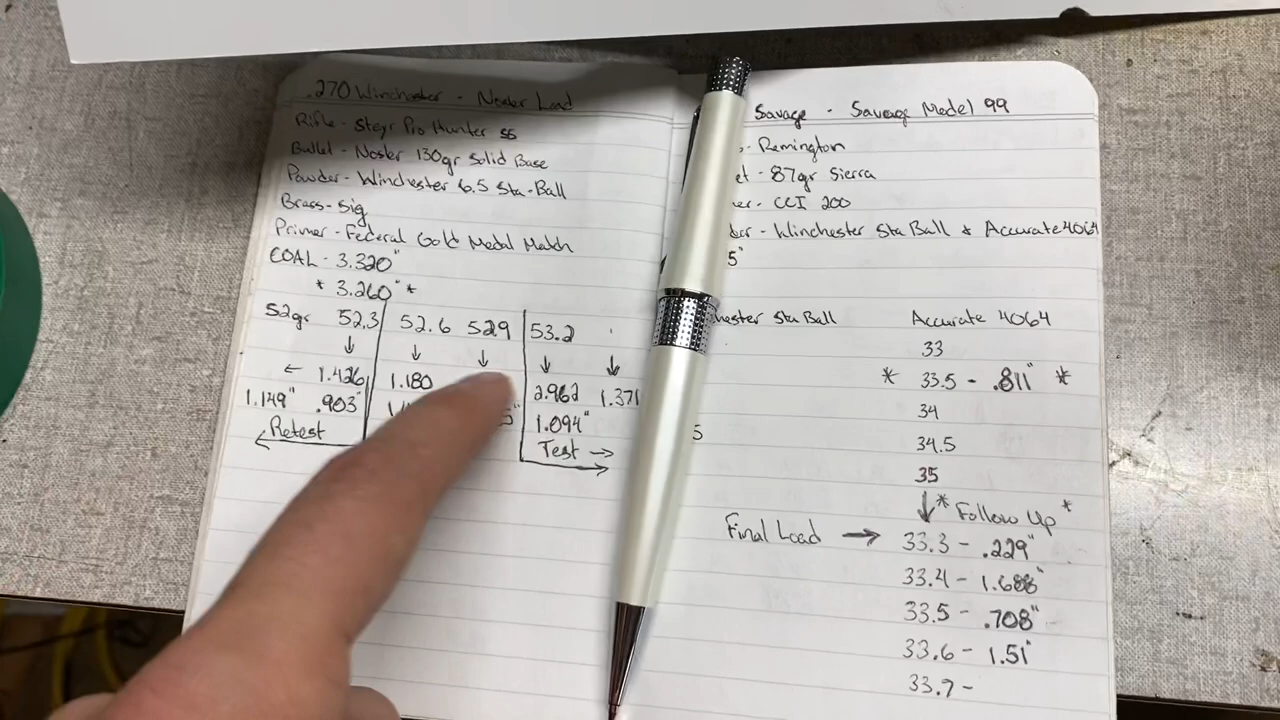 .270 Winchester - Nosler Load
Rifle - Steyr Pro Hunter SS
Bullet - Nosler 130gr Solid Base
Powder - Winchester 6.5 Sta-Ball
Brass - Sig
Primer - Federal Gold Medal Match
COAL - 3.320"
* 3.260" *
52gr 52.3 52.6 52.9 53.2
↓ ↓ ↓ ↓ ↓
← 1.426 1.180 2.962 1.371
1.149" .903" 1.094"
Retest Test →
Savage - Savage Model 99
- Remington
- 87gr Sierra
- CCI 200
- Winchester Sta Ball & Accurate 4064
5"
Sta Ball Accurate 4064
33
* 33.5 - .811" *
34
34.5
5
35
↓ * Follow Up *
Final Load → 33.3 - .229"
33.4 - 1.688"
33.5 - .708"
33.6 - 1.51"
33.7 -